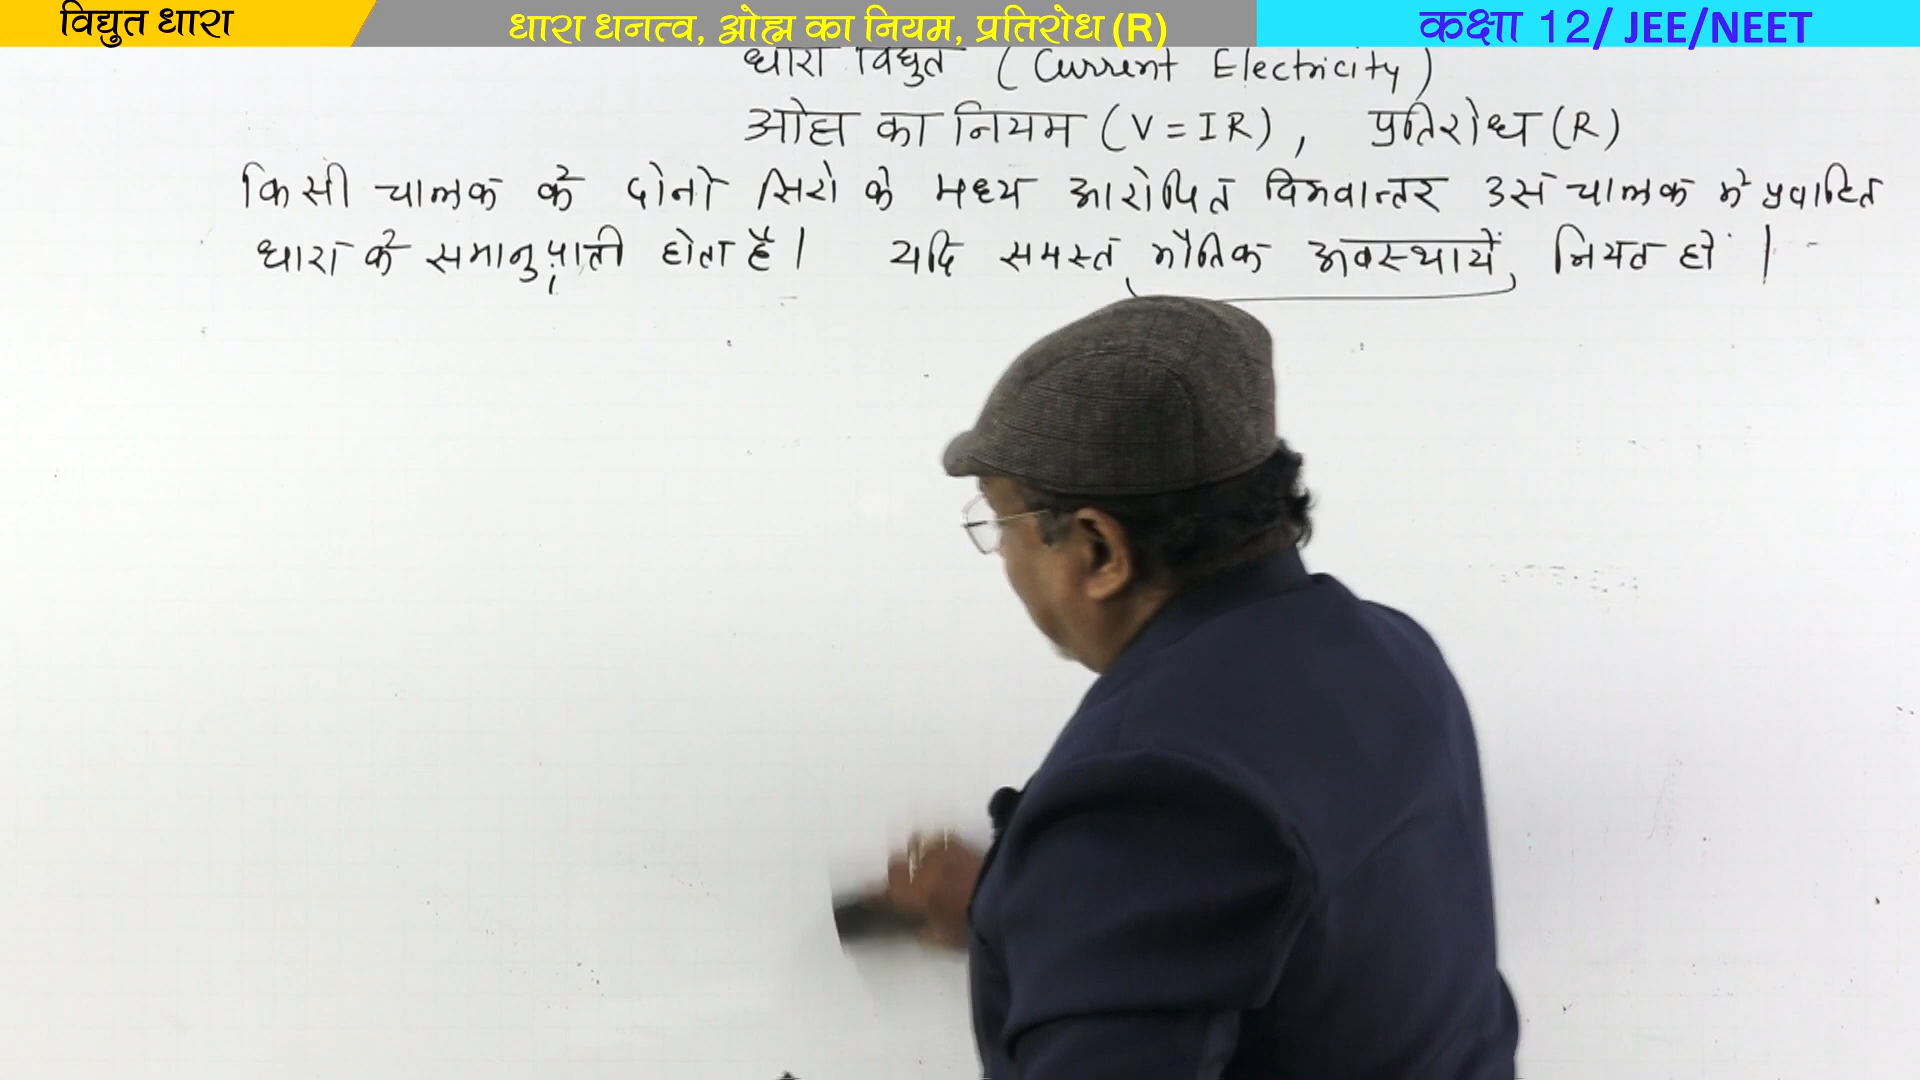 विद्युत धारा
धारा धनत्व, ओह्म का नियम, प्रतिरोध (R)
कक्षा 12/ JEE/NEET
धारा विद्युत (Current Electricity)
ओह्म का नियम (V = IR), प्रतिरोध (R)
किसी चालक के दोनो सिरो के मध्य आरोपित विभवान्तर उस चालक मे प्रवाहित
धारा के समानुपाती होता है। यदि समस्त भौतिक अवस्थायें नियत हो।